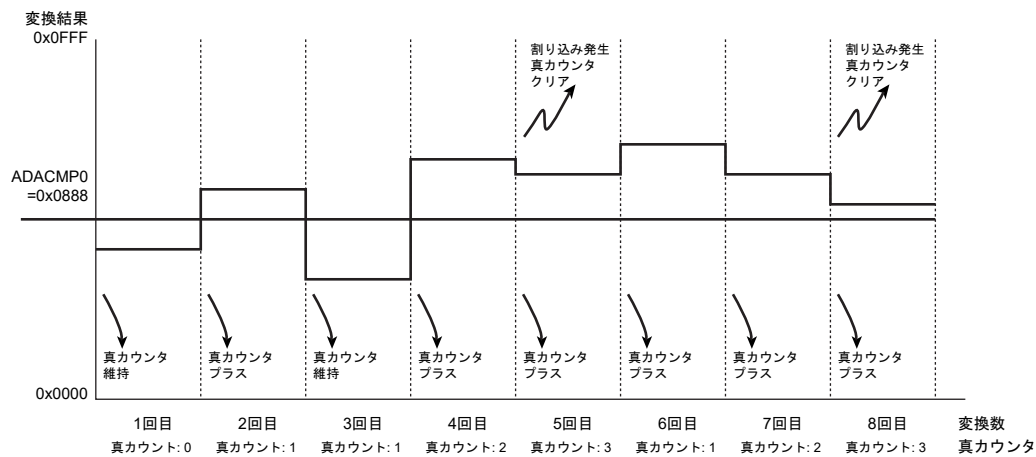 変換結果
0x0FFF
割り込み発生
真カウンタ
クリア
割り込み発生
真カウンタ
クリア
ADACMP0
=0x0888
真カウンタ
維持
真カウンタ
プラス
真カウンタ
維持
真カウンタ
プラス
真カウンタ
プラス
真カウンタ
プラス
真カウンタ
プラス
真カウンタ
プラス
0x0000
1回目 2回目 3回目 4回目 5回目 6回目 7回目 8回目 変換数
真カウント: 0 真カウント: 1 真カウント: 1 真カウント: 2 真カウント: 3 真カウント: 1 真カウント: 2 真カウント: 3 真カウンタ